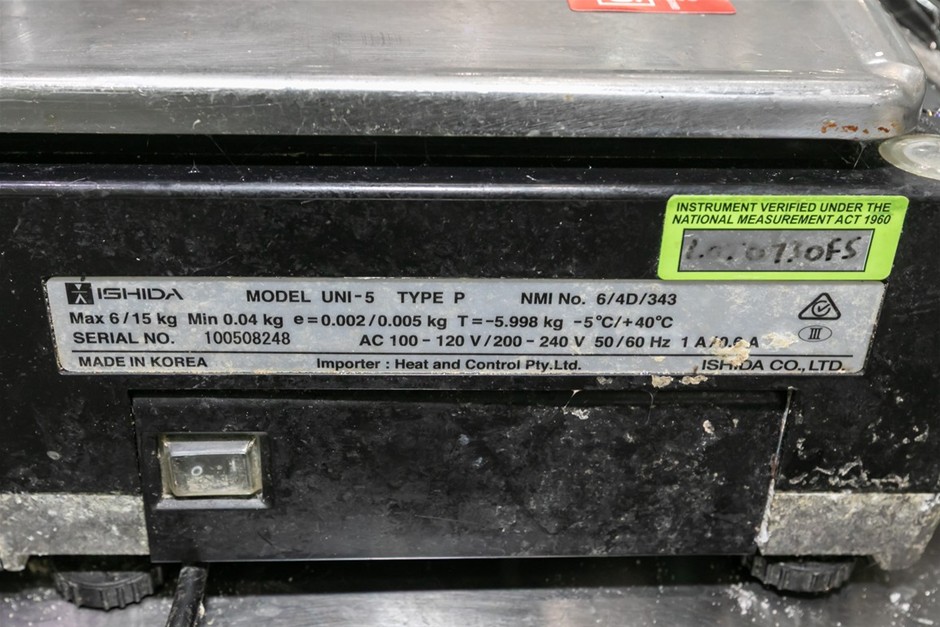 INSTRUMENT VERIFIED UNDER THE
NATIONAL MEASUREMENT ACT 1960
ISHIDA MODEL UNI-5 TYPE P NMI No. 6/4D/343
Max 6/15 kg Min 0.04 kg e=0.002/0.005 kg T=-5.998 kg -5°C/+40°C
SERIAL NO. 100508248 AC 100-120 V/200-240 V 50/60 Hz 1 A/0.6 A
III
MADE IN KOREA Importer : Heat and Control Pty.Ltd. ISHIDA CO., LTD.